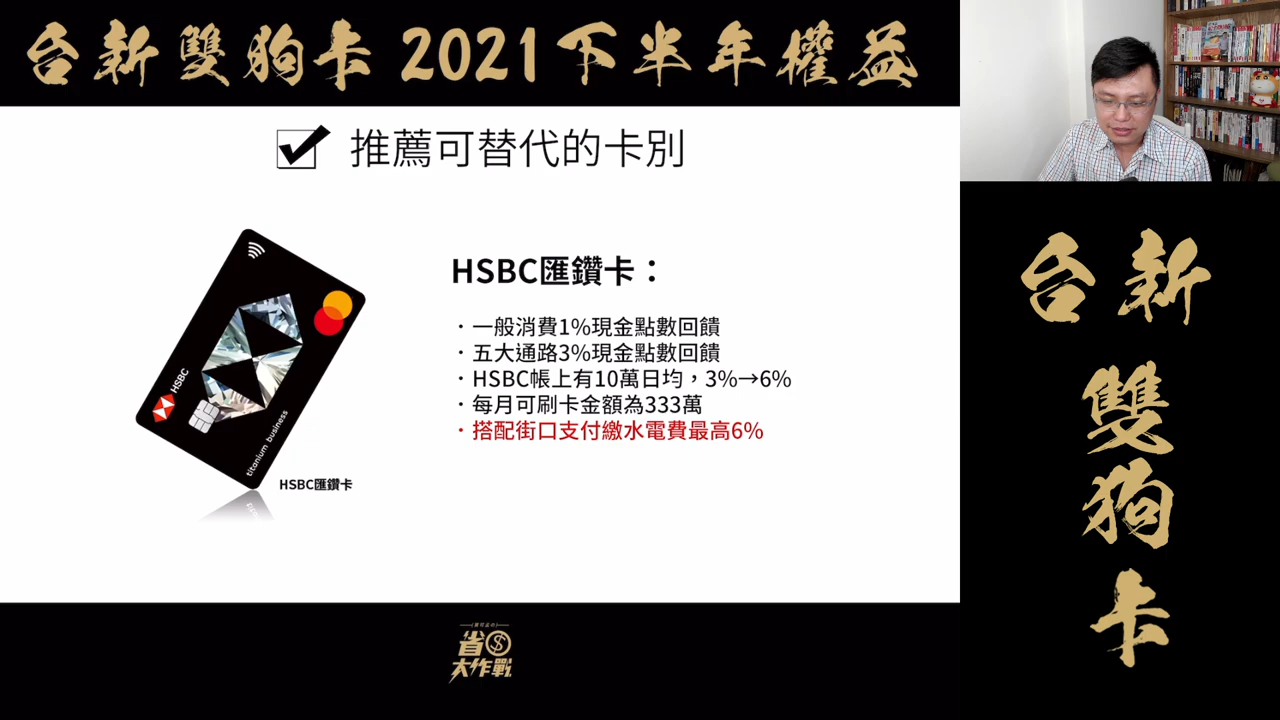 台新雙狗卡 2021下半年權益
推薦可替代的卡別
HSBC匯鑽卡：
・一般消費1%現金點數回饋
・五大通路3%現金點數回饋
・HSBC帳上有10萬日均，3%→6%
・每月可刷卡金額為333萬
・搭配街口支付繳水電費最高6%
HSBC
titanium business
HSBC匯鑽卡
台新
雙
狗
卡
省
大作戰